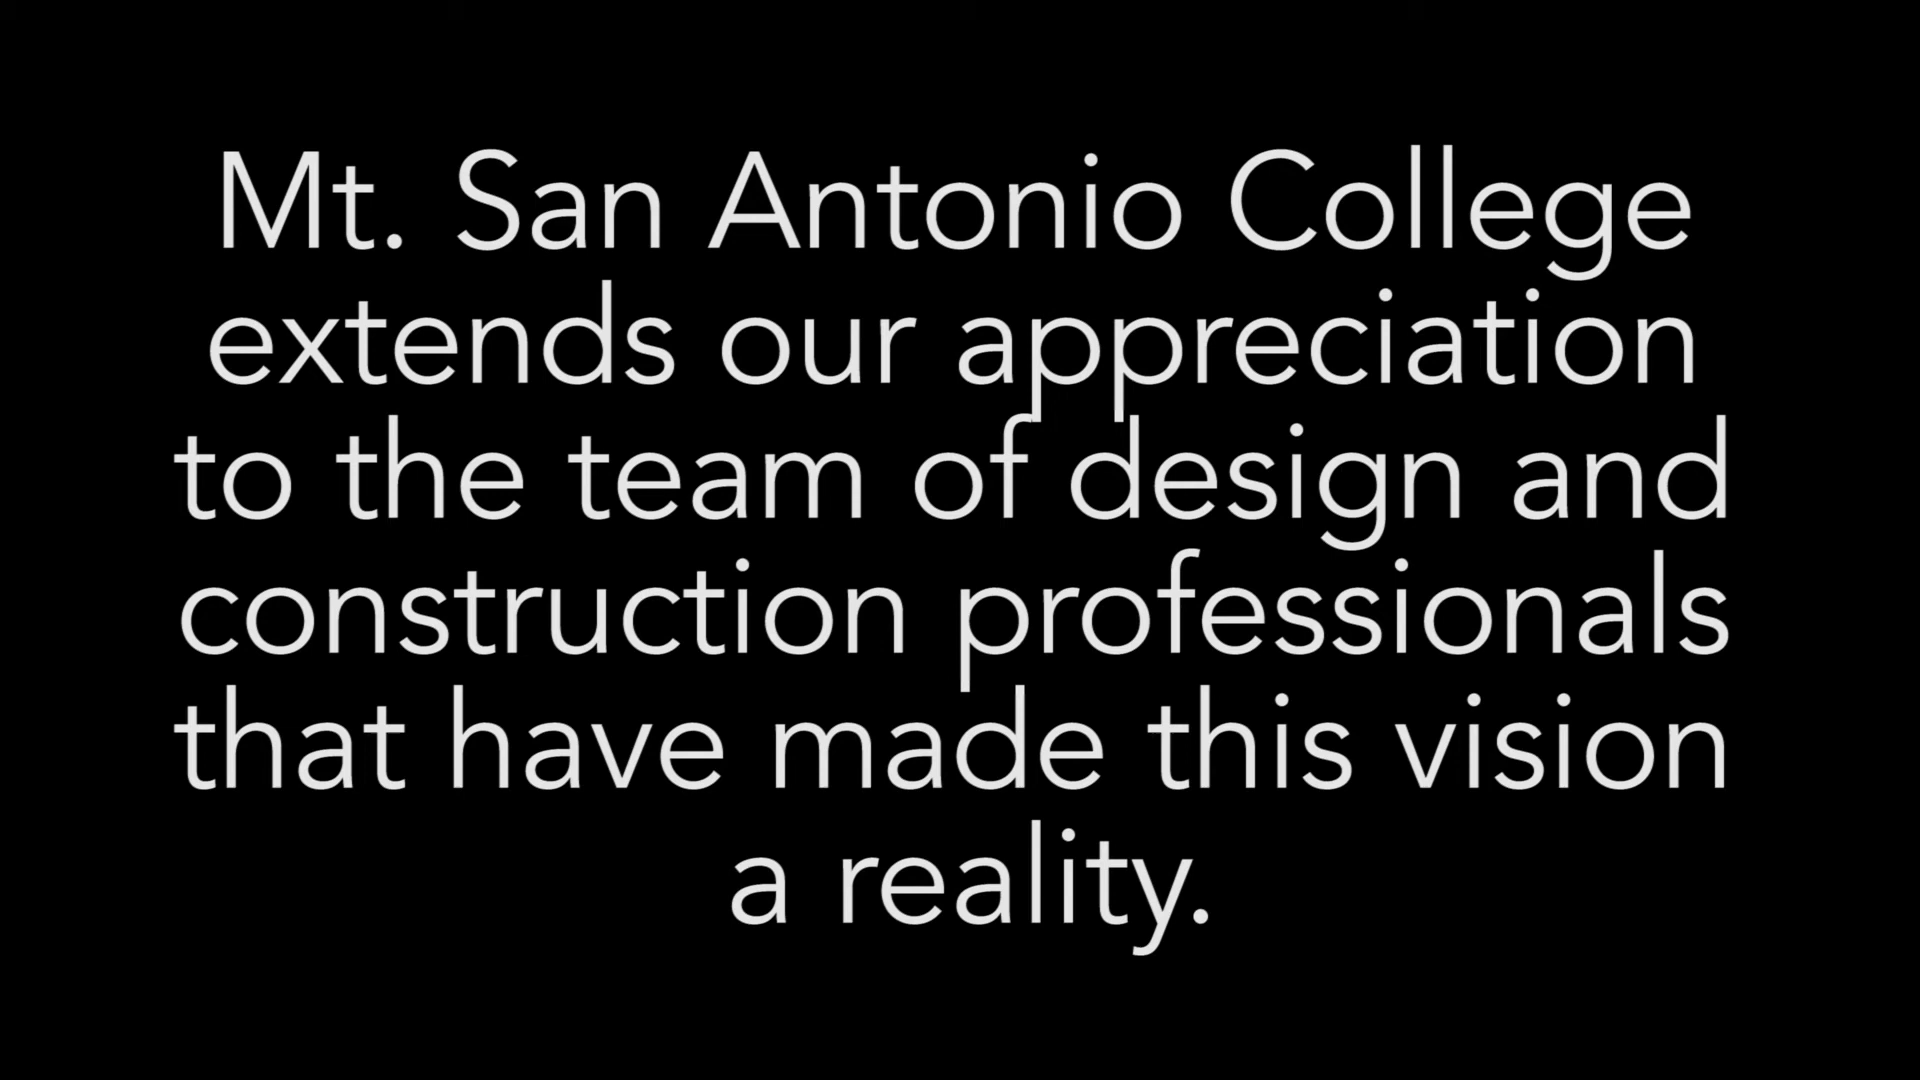 Mt. San Antonio College
extends our appreciation
to the team of design and
construction professionals
that have made this vision
a reality.